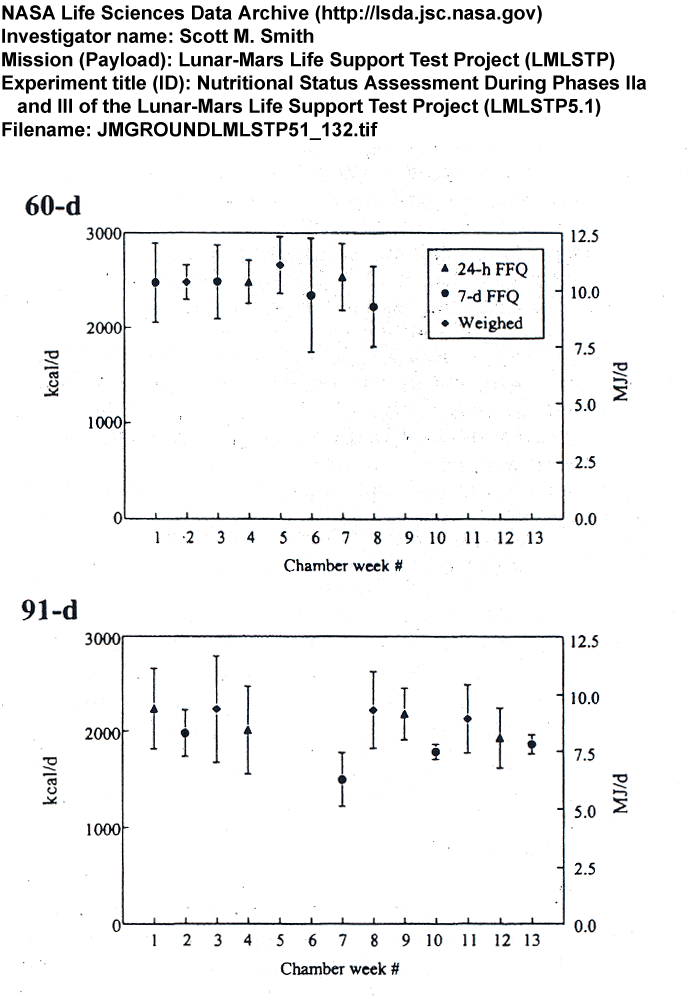 NASA Life Sciences Data Archive (http://lsda.jsc.nasa.gov)
Investigator name: Scott M. Smith
Mission (Payload): Lunar-Mars Life Support Test Project (LMLSTP)
Experiment title (ID): Nutritional Status Assessment During Phases IIa
and III of the Lunar-Mars Life Support Test Project (LMLSTP5.1)
Filename: JMGROUNDLMLSTP51_132.tif
60-d
3000
2000
1000
0
kcal/d
12.5
10.0
7.5
5.0
2.5
0.0
MJ/d
24-h FFQ
7-d FFQ
Weighed
1 2 3 4 5 6 7 8 9 10 11 12 13
Chamber week #
91-d
3000
2000
1000
0
kcal/d
12.5
10.0
7.5
5.0
2.5
0.0
MJ/d
1 2 3 4 5 6 7 8 9 10 11 12 13
Chamber week #